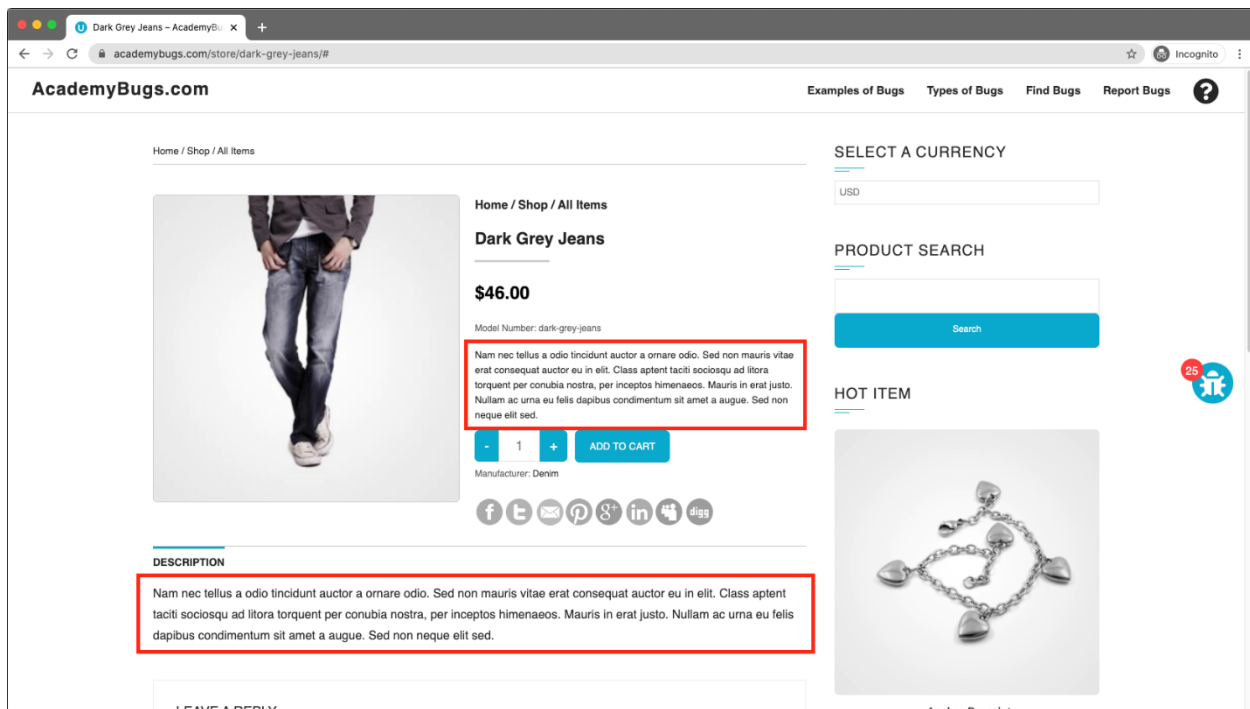 Dark Grey Jeans – AcademyBu
academybugs.com/store/dark-grey-jeans/#
Incognito
AcademyBugs.com
Examples of Bugs
Types of Bugs
Find Bugs
Report Bugs
?
Home / Shop / All Items
Home / Shop / All Items
Dark Grey Jeans
$46.00
Model Number: dark-grey-jeans
Nam nec tellus a odio tincidunt auctor a ornare odio. Sed non mauris vitae
erat consequat auctor eu in elit. Class aptent taciti sociosqu ad litora
torquent per conubia nostra, per inceptos himenaeos. Mauris in erat justo.
Nullam ac urna eu felis dapibus condimentum sit amet a augue. Sed non
neque elit sed.
- 1 +
ADD TO CART
Manufacturer: Denim
digg
DESCRIPTION
Nam nec tellus a odio tincidunt auctor a ornare odio. Sed non mauris vitae erat consequat auctor eu in elit. Class aptent
taciti sociosqu ad litora torquent per conubia nostra, per inceptos himenaeos. Mauris in erat justo. Nullam ac urna eu felis
dapibus condimentum sit amet a augue. Sed non neque elit sed.
LEAVE A REPLY
SELECT A CURRENCY
USD
PRODUCT SEARCH
Search
HOT ITEM
25